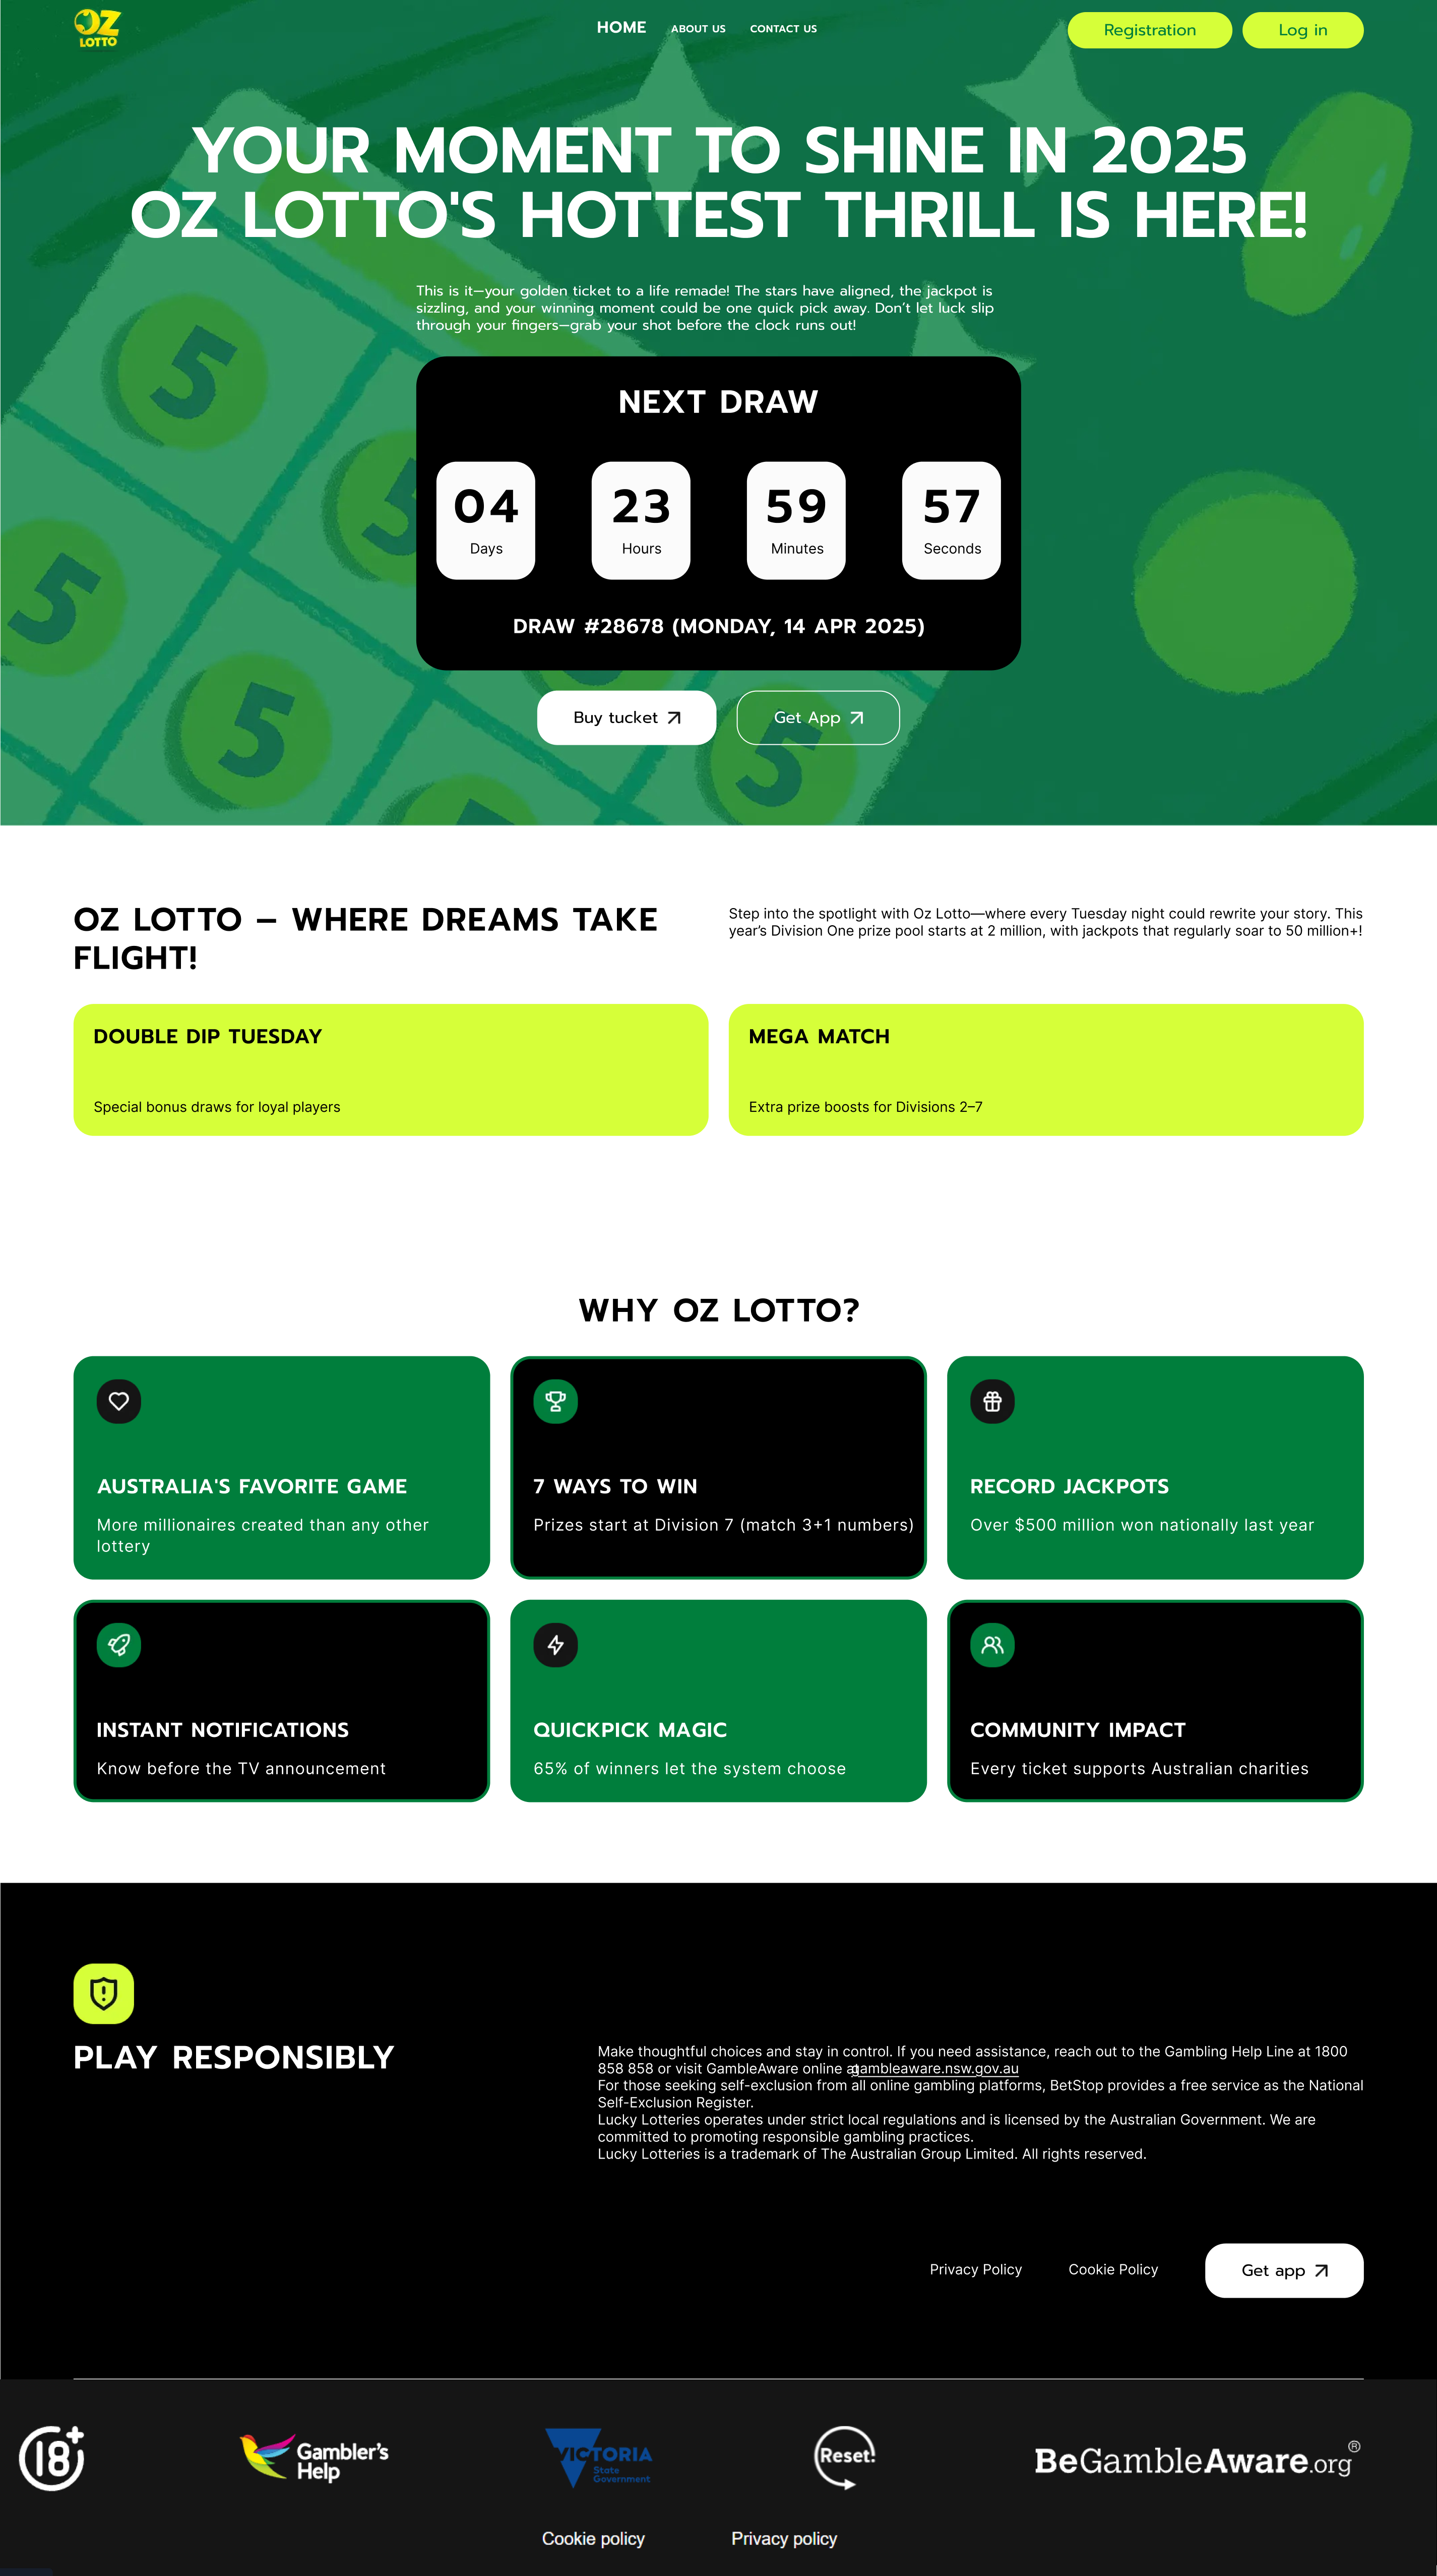 OZ
LOTTO
HOME
ABOUT US
CONTACT US
Registration
Log in
YOUR MOMENT TO SHINE IN 2025
OZ LOTTO'S HOTTEST THRILL IS HERE!
This is it—your golden ticket to a life remade! The stars have aligned, the jackpot is
sizzling, and your winning moment could be one quick pick away. Don't let luck slip
through your fingers—grab your shot before the clock runs out!
NEXT DRAW
04
Days
23
Hours
59
Minutes
57
Seconds
DRAW #28678 (MONDAY, 14 APR 2025)
Buy tucket
Get App
5
5
5
5
5
5
OZ LOTTO – WHERE DREAMS TAKE
FLIGHT!
Step into the spotlight with Oz Lotto—where every Tuesday night could rewrite your story. This
year's Division One prize pool starts at 2 million, with jackpots that regularly soar to 50 million+!
DOUBLE DIP TUESDAY
Special bonus draws for loyal players
MEGA MATCH
Extra prize boosts for Divisions 2–7
WHY OZ LOTTO?
AUSTRALIA'S FAVORITE GAME
More millionaires created than any other
lottery
7 WAYS TO WIN
Prizes start at Division 7 (match 3+1 numbers)
RECORD JACKPOTS
Over $500 million won nationally last year
INSTANT NOTIFICATIONS
Know before the TV announcement
QUICKPICK MAGIC
65% of winners let the system choose
COMMUNITY IMPACT
Every ticket supports Australian charities
PLAY RESPONSIBLY
Make thoughtful choices and stay in control. If you need assistance, reach out to the Gambling Help Line at 1800
858 858 or visit GambleAware online at gambleaware.nsw.gov.au
For those seeking self-exclusion from all online gambling platforms, BetStop provides a free service as the National
Self-Exclusion Register.
Lucky Lotteries operates under strict local regulations and is licensed by the Australian Government. We are
committed to promoting responsible gambling practices.
Lucky Lotteries is a trademark of The Australian Group Limited. All rights reserved.
Privacy Policy
Cookie Policy
Get app
18+
Gambler's
Help
VICTORIA
State
Government
Reset!
BeGambleAware.org®
Cookie policy
Privacy policy